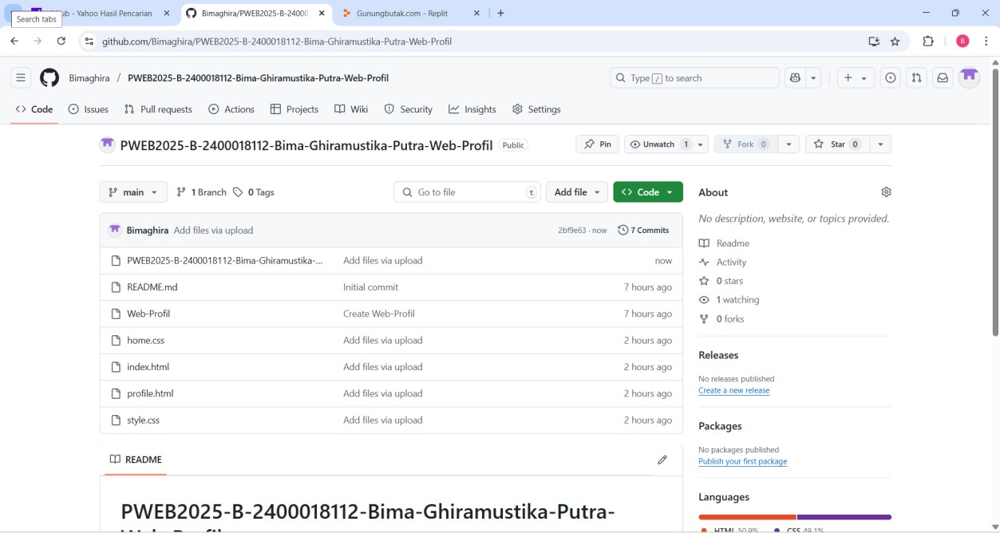 Hub - Yahoo Hasil Pencarian
Bimaghira/PWEB2025-B-24000
Gunungbutak.com - Replit
Search tabs
github.com/Bimaghira/PWEB2025-B-2400018112-Bima-Ghiramustika-Putra-Web-Profil
B
Bimaghira / PWEB2025-B-2400018112-Bima-Ghiramustika-Putra-Web-Profil
Type / to search
Code Issues Pull requests Actions Projects Wiki Security Insights Settings
PWEB2025-B-2400018112-Bima-Ghiramustika-Putra-Web-Profil Public
Pin Unwatch 1 Fork 0 Star 0
main 1 Branch 0 Tags Go to file t Add file Code
Bimaghira Add files via upload 2bf9e63 · now 7 Commits
PWEB2025-B-2400018112-Bima-Ghiramustika-... Add files via upload now
README.md Initial commit 7 hours ago
Web-Profil Create Web-Profil 7 hours ago
home.css Add files via upload 2 hours ago
index.html Add files via upload 2 hours ago
profile.html Add files via upload 2 hours ago
style.css Add files via upload 2 hours ago
README
PWEB2025-B-2400018112-Bima-Ghiramustika-Putra-
Web-Profil
About
No description, website, or topics provided.
Readme
Activity
0 stars
1 watching
0 forks
Releases
No releases published
Create a new release
Packages
No packages published
Publish your first package
Languages
HTML 50.9% CSS 49.1%